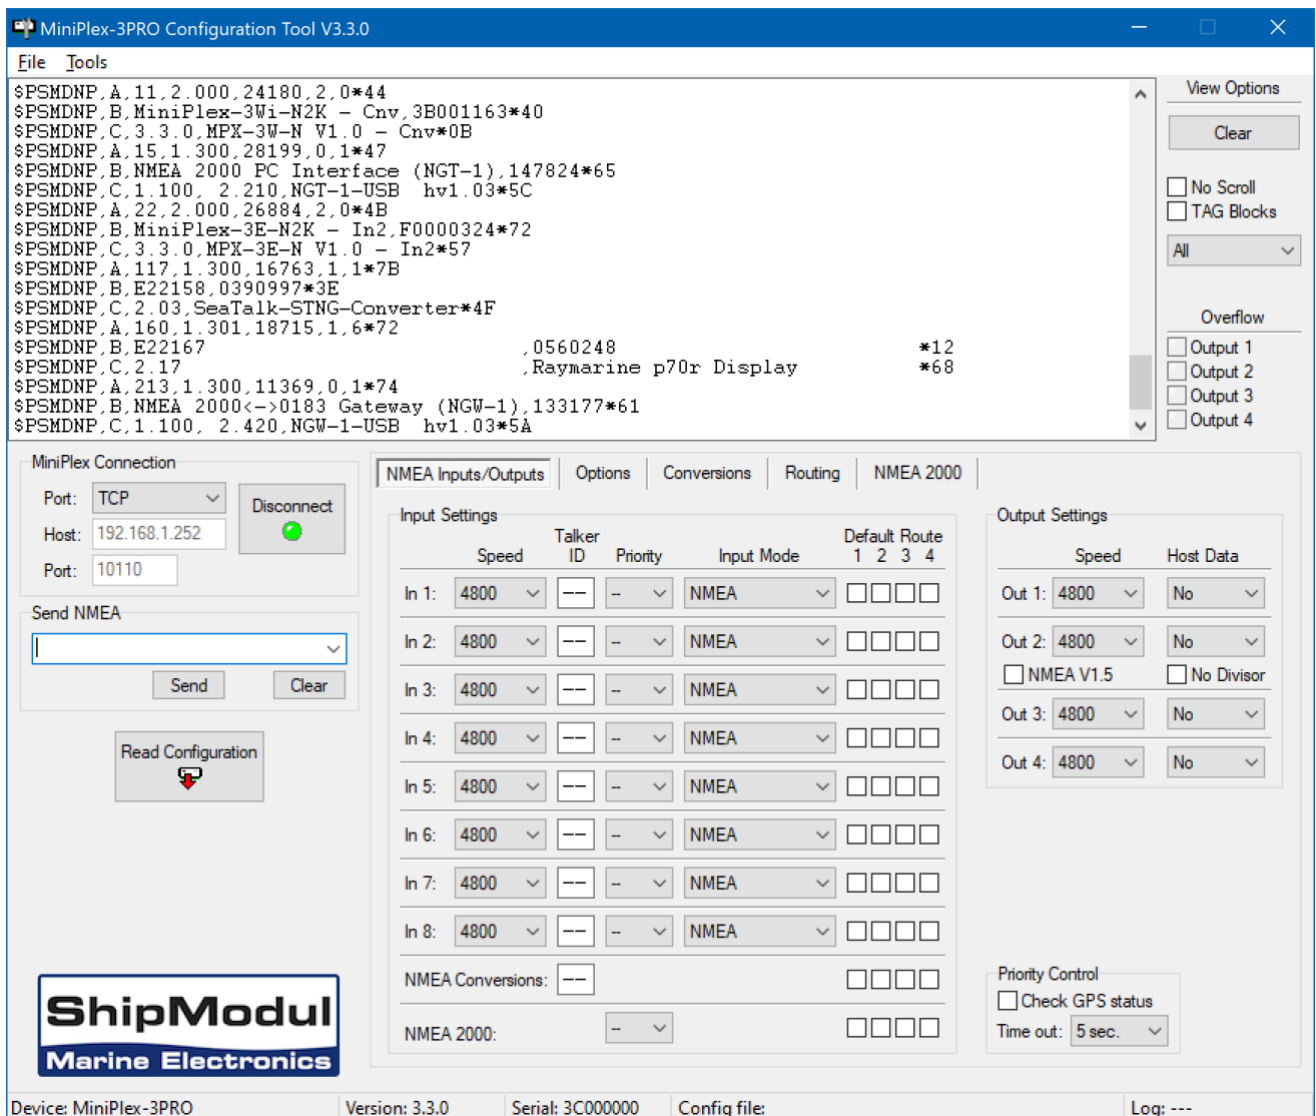 MiniPlex-3PRO Configuration Tool V3.3.0
File Tools
$PSMDNP,A,11,2.000,24180,2,0*44
$PSMDNP,B,MiniPlex-3Wi-N2K - Cnv,3B001163*40
$PSMDNP,C,3.3.0,MPX-3W-N V1.0 - Cnv*0B
$PSMDNP,A,15,1.300,28199,0,1*47
$PSMDNP,B,NMEA 2000 PC Interface (NGT-1),147824*65
$PSMDNP,C,1.100, 2.210,NGT-1-USB hv1.03*5C
$PSMDNP,A,22,2.000,26884,2,0*4B
$PSMDNP,B,MiniPlex-3E-N2K - In2,F0000324*72
$PSMDNP,C,3.3.0,MPX-3E-N V1.0 - In2*57
$PSMDNP,A,117,1.300,16763,1,1*7B
$PSMDNP,B,E22158,0390997*3E
$PSMDNP,C,2.03,SeaTalk-STNG-Converter*4F
$PSMDNP,A,160,1.301,18715,1,6*72
$PSMDNP,B,E22167 ,0560248 *12
$PSMDNP,C,2.17 ,Raymarine p70r Display *68
$PSMDNP,A,213,1.300,11369,0,1*74
$PSMDNP,B,NMEA 2000<->0183 Gateway (NGW-1),133177*61
$PSMDNP,C,1.100, 2.420,NGW-1-USB hv1.03*5A
View Options
Clear
No Scroll
TAG Blocks
All
Overflow
Output 1
Output 2
Output 3
Output 4
MiniPlex Connection
Port: TCP
Disconnect
Host: 192.168.1.252
Port: 10110
Send NMEA
Send Clear
Read Configuration
ShipModul
Marine Electronics
NMEA Inputs/Outputs Options Conversions Routing NMEA 2000
Input Settings
Speed Talker ID Priority Input Mode Default Route 1 2 3 4
In 1: 4800 -- -- NMEA
In 2: 4800 -- -- NMEA
In 3: 4800 -- -- NMEA
In 4: 4800 -- -- NMEA
In 5: 4800 -- -- NMEA
In 6: 4800 -- -- NMEA
In 7: 4800 -- -- NMEA
In 8: 4800 -- -- NMEA
NMEA Conversions: --
NMEA 2000: --
Output Settings
Speed Host Data
Out 1: 4800 No
Out 2: 4800 No
NMEA V1.5 No Divisor
Out 3: 4800 No
Out 4: 4800 No
Priority Control
Check GPS status
Time out: 5 sec.
Device: MiniPlex-3PRO Version: 3.3.0 Serial: 3C000000 Config file: Log: ---